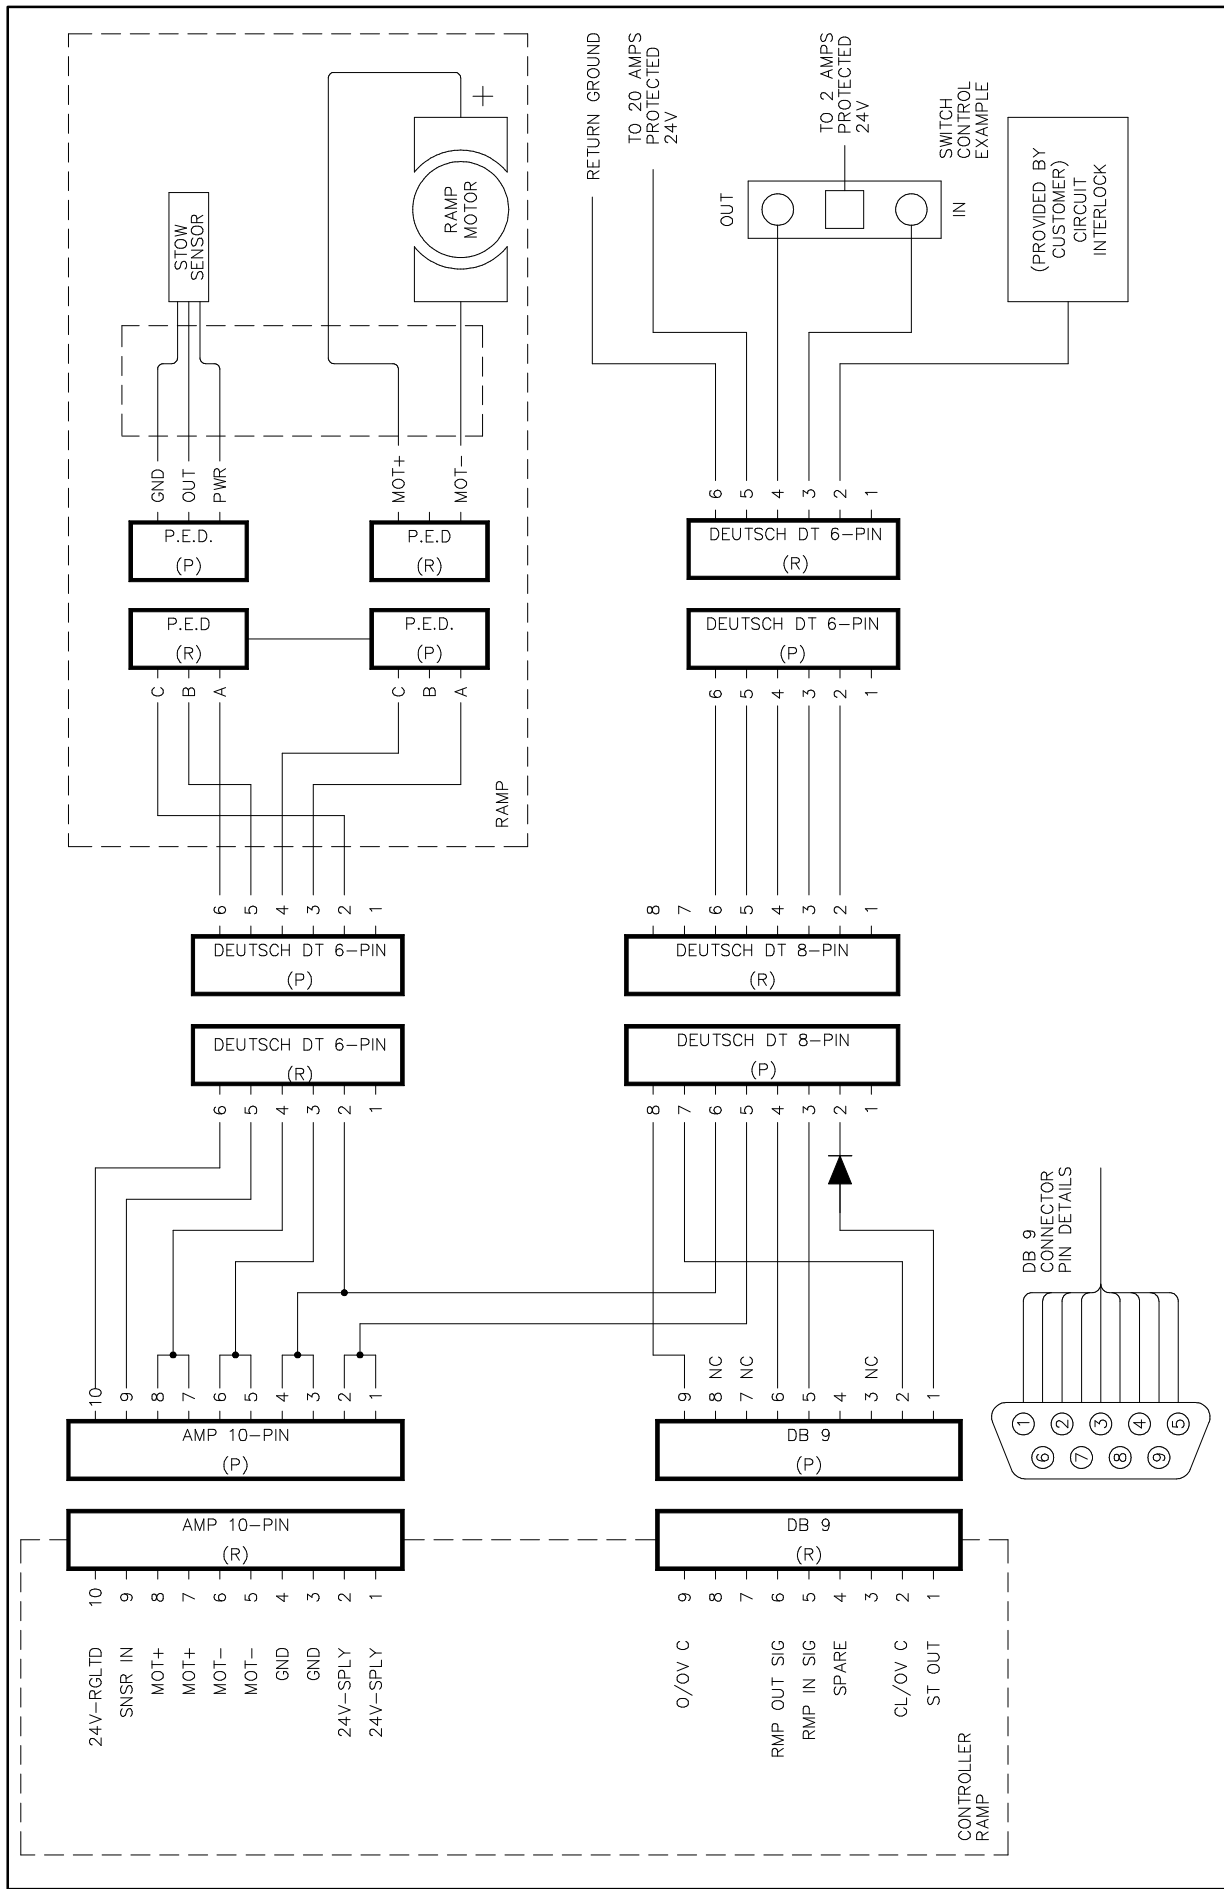 RAMP
STOW
SENSOR
RAMP
MOTOR
+
GND
OUT
PWR
MOT+
MOT-
P.E.D.
(P)
P.E.D
(R)
P.E.D
(R)
P.E.D.
(P)
C
B
A
C
B
A
6
5
4
3
2
1
DEUTSCH DT 6-PIN
(P)
DEUTSCH DT 6-PIN
(R)
6
5
4
3
2
1
10
9
8
7
6
5
4
3
2
1
AMP 10-PIN
(P)
AMP 10-PIN
(R)
10
9
8
7
6
5
4
3
2
1
24V-RGLTD
SNSR IN
MOT+
MOT+
MOT-
MOT-
GND
GND
24V-SPLY
24V-SPLY
RETURN GROUND
TO 20 AMPS
PROTECTED
24V
OUT
TO 2 AMPS
PROTECTED
24V
IN
SWITCH
CONTROL
EXAMPLE
(PROVIDED BY
CUSTOMER)
CIRCUIT
INTERLOCK
6
5
4
3
2
1
DEUTSCH DT 6-PIN
(R)
DEUTSCH DT 6-PIN
(P)
6
5
4
3
2
1
8
7
6
5
4
3
2
1
DEUTSCH DT 8-PIN
(R)
DEUTSCH DT 8-PIN
(P)
8
7
6
5
4
3
2
1
9
8 NC
7 NC
6
5
4
3 NC
2
1
DB 9
(P)
DB 9
(R)
9
8
7
6
5
4
3
2
1
O/OV C
RMP OUT SIG
RMP IN SIG
SPARE
CL/OV C
ST OUT
CONTROLLER
RAMP
DB 9
CONNECTOR
PIN DETAILS
1
2
3
4
5
6
7
8
9